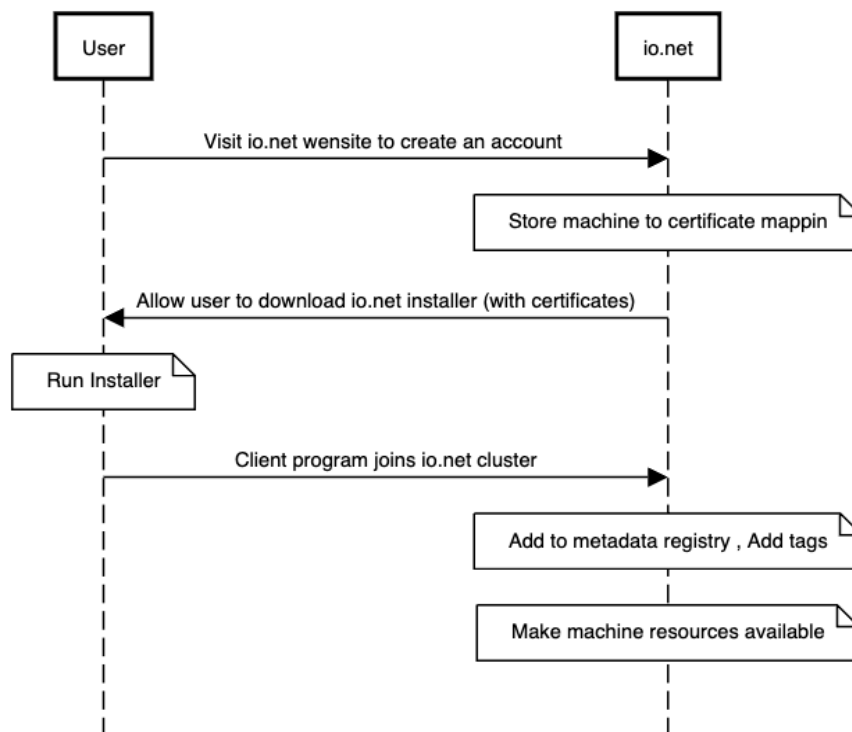 User
io.net
Visit io.net wensite to create an account
Store machine to certificate mappin
Allow user to download io.net installer (with certificates)
Run Installer
Client program joins io.net cluster
Add to metadata registry , Add tags
Make machine resources available